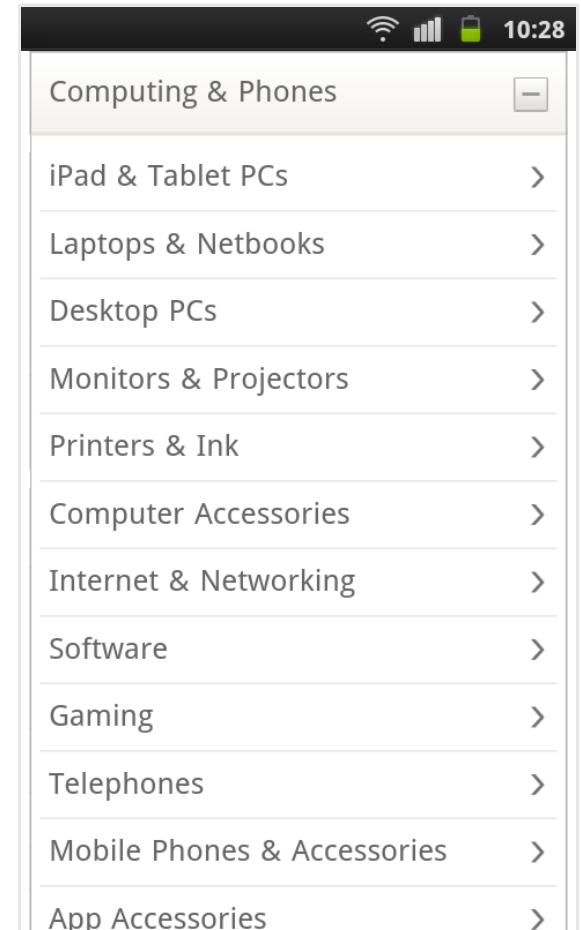 10:28
Computing & Phones
iPad & Tablet PCs
Laptops & Netbooks
Desktop PCs
Monitors & Projectors
Printers & Ink
Computer Accessories
Internet & Networking
Software
Gaming
Telephones
Mobile Phones & Accessories
App Accessories